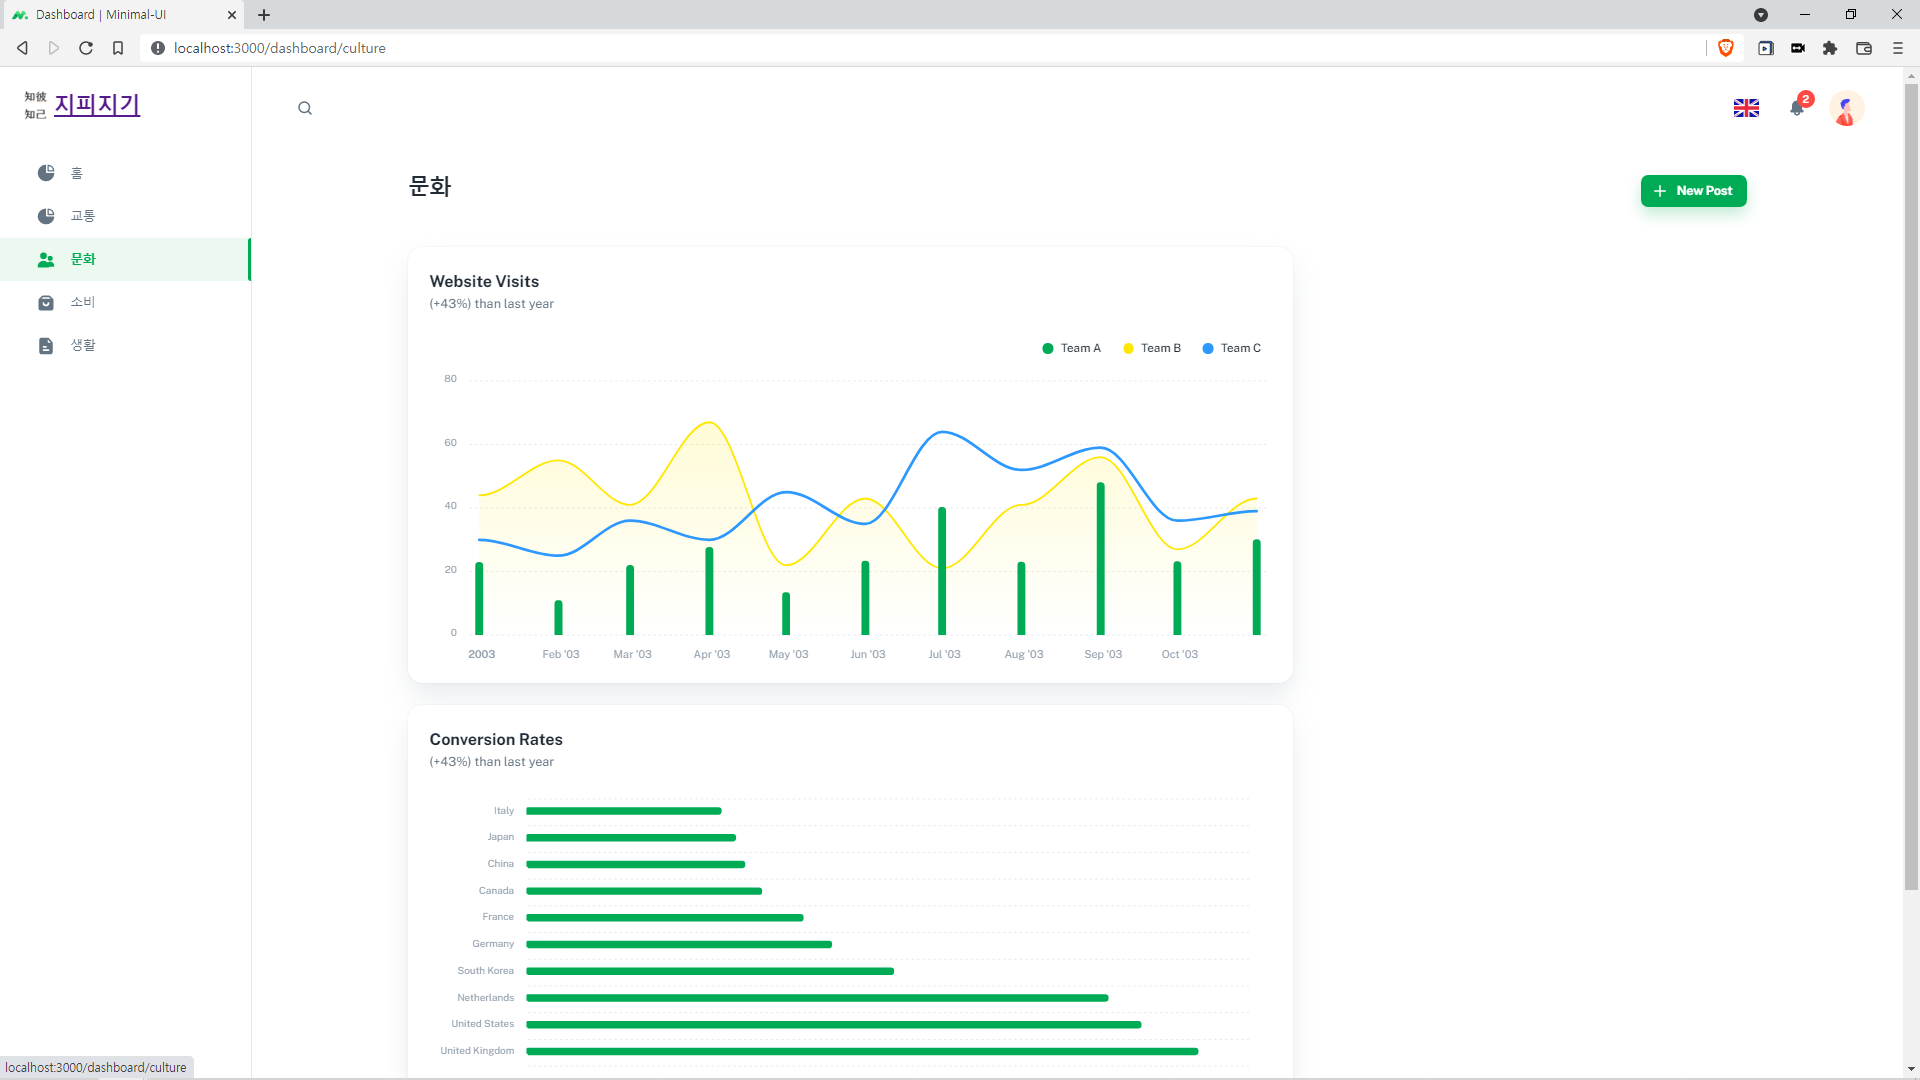 Dashboard | Minimal-UI
localhost:3000/dashboard/culture
知彼
知己
지피지기
2
홈
교통
문화
소비
생활
문화
New Post
Website Visits
(+43%) than last year
Team A Team B Team C
80
60
40
20
0
2003 Feb '03 Mar '03 Apr '03 May '03 Jun '03 Jul '03 Aug '03 Sep '03 Oct '03
Conversion Rates
(+43%) than last year
Italy
Japan
China
Canada
France
Germany
South Korea
Netherlands
United States
United Kingdom
localhost:3000/dashboard/culture